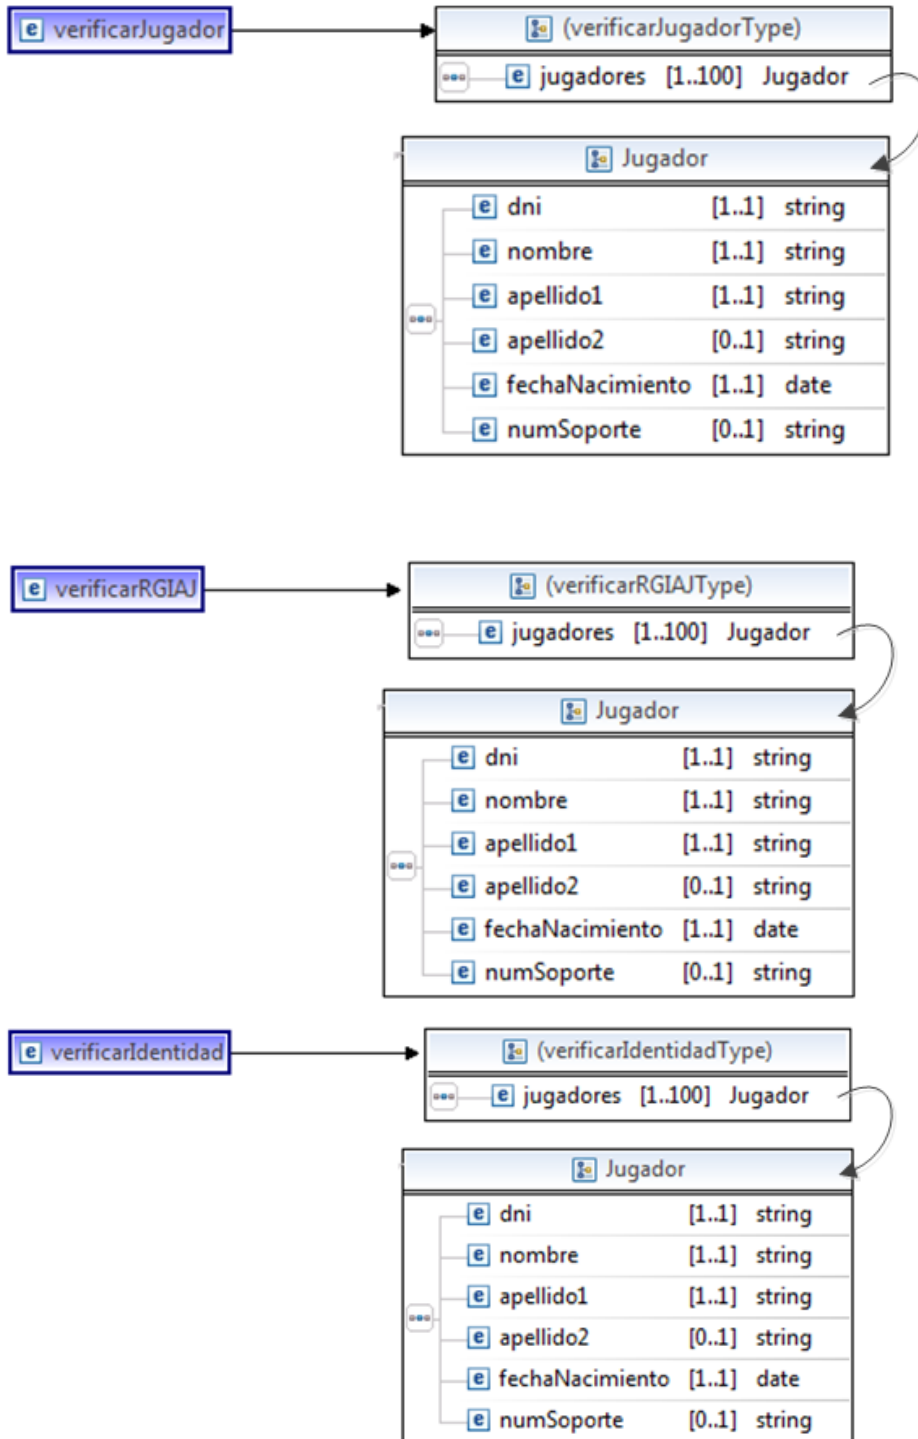 e verificarJugador
(verificarJugadorType)
e jugadores [1..100] Jugador
Jugador
e dni [1..1] string
e nombre [1..1] string
e apellido1 [1..1] string
e apellido2 [0..1] string
e fechaNacimiento [1..1] date
e numSoporte [0..1] string
e verificarRGIAJ
(verificarRGIAJType)
e jugadores [1..100] Jugador
Jugador
e dni [1..1] string
e nombre [1..1] string
e apellido1 [1..1] string
e apellido2 [0..1] string
e fechaNacimiento [1..1] date
e numSoporte [0..1] string
e verificarIdentidad
(verificarIdentidadType)
e jugadores [1..100] Jugador
Jugador
e dni [1..1] string
e nombre [1..1] string
e apellido1 [1..1] string
e apellido2 [0..1] string
e fechaNacimiento [1..1] date
e numSoporte [0..1] string